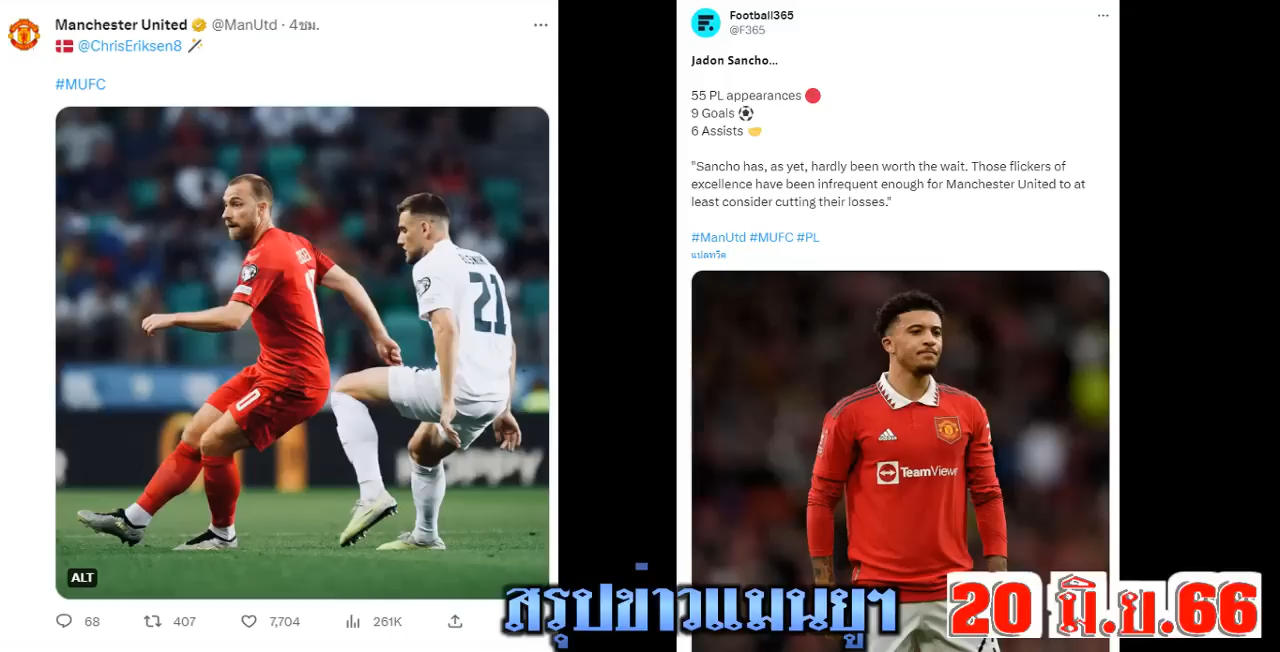 Manchester United @ManUtd · 4ชม.
@ChrisEriksen8
#MUFC
21
10
ALT
68 407 7,704 261K
Football365
@F365
Jadon Sancho...
55 PL appearances
9 Goals
6 Assists
"Sancho has, as yet, hardly been worth the wait. Those flickers of
excellence have been infrequent enough for Manchester United to at
least consider cutting their losses."
#ManUtd #MUFC #PL
แปลทวีต
adidas
TeamViewer
สรุปข่าวแมนยูฯ 20 มิ.ย.66